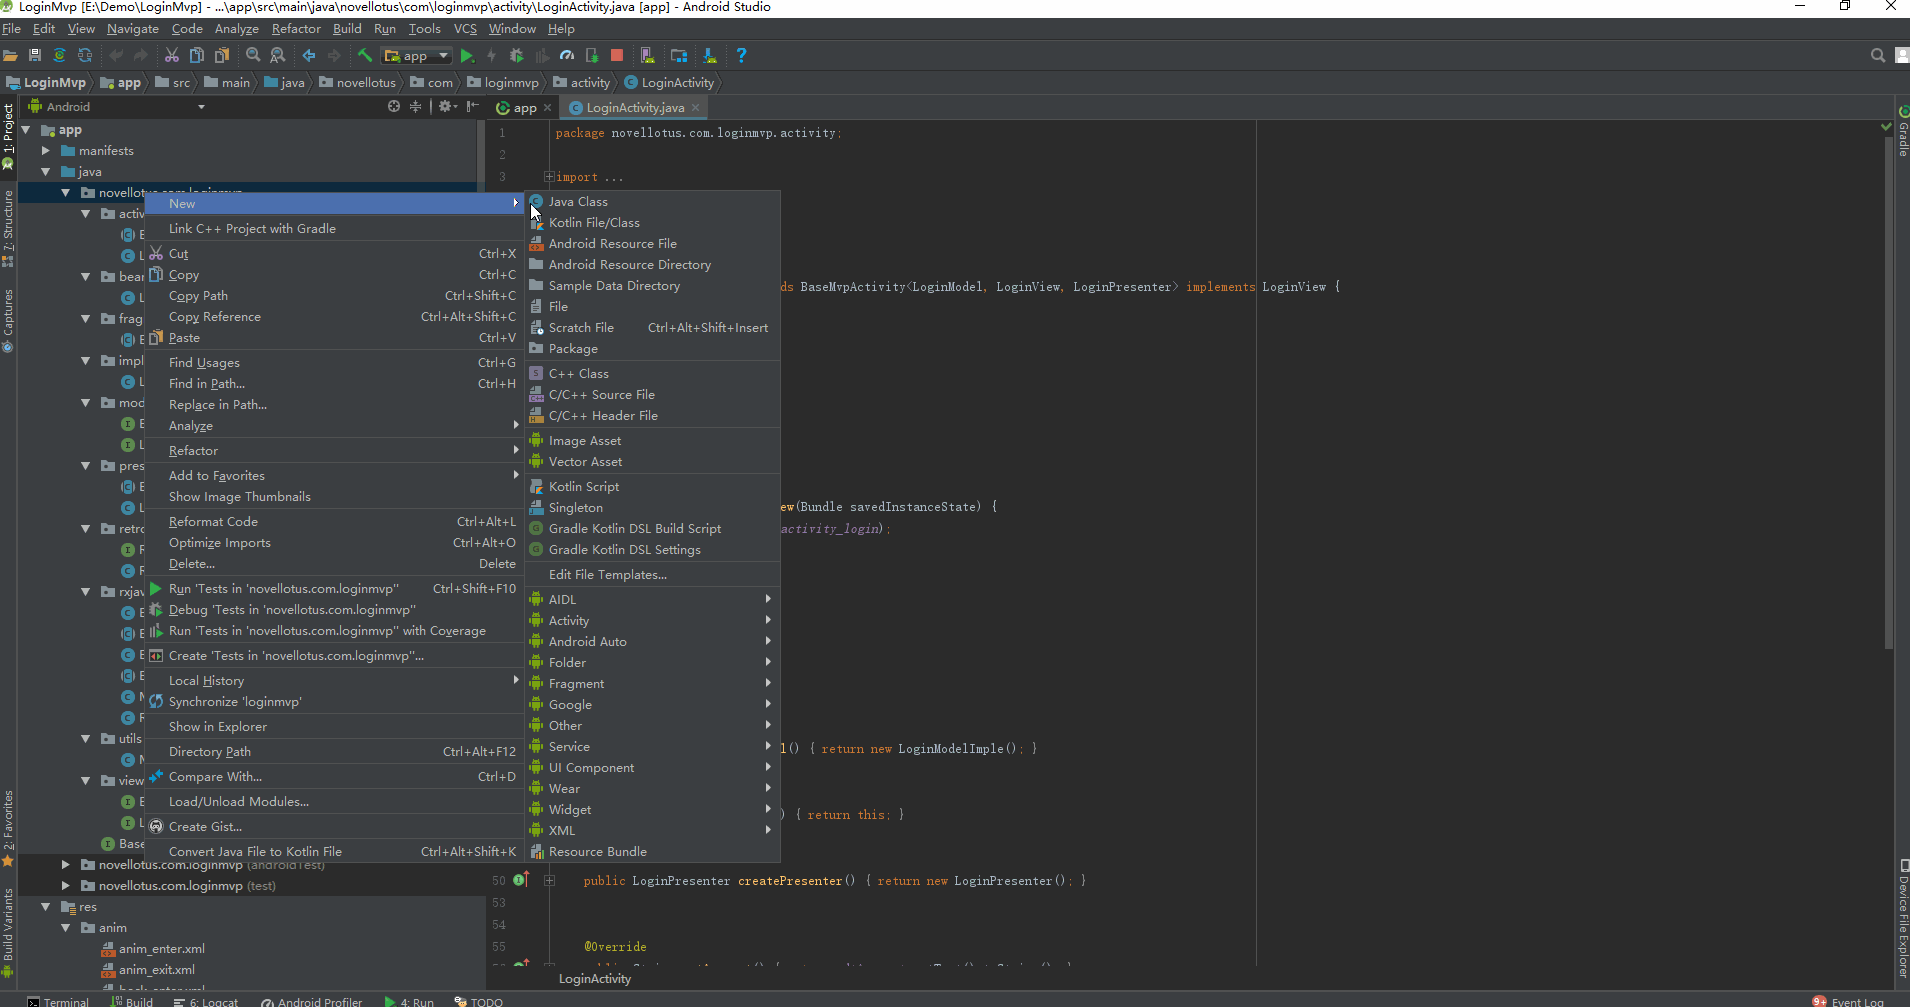 LoginMvp [E:\Demo\LoginMvp] - ...\app\src\main\java\novellotus\com\loginmvp\activity\LoginActivity.java [app] - Android Studio
File Edit View Navigate Code Analyze Refactor Build Run Tools VCS Window Help
app
LoginMvp app src main java novellotus com loginmvp activity LoginActivity
Android
app LoginActivity.java
1: Project
7: Structure
Captures
2: Favorites
Build Variants
app
manifests
java
New
Link C++ Project with Gradle
Cut Ctrl+X
Copy Ctrl+C
Copy Path Ctrl+Shift+C
Copy Reference Ctrl+Alt+Shift+C
Paste Ctrl+V
Find Usages Ctrl+G
Find in Path... Ctrl+H
Replace in Path...
Analyze
Refactor
Add to Favorites
Show Image Thumbnails
Reformat Code Ctrl+Alt+L
Optimize Imports Ctrl+Alt+O
Delete... Delete
Run 'Tests in 'novellotus.com.loginmvp'' Ctrl+Shift+F10
Debug 'Tests in 'novellotus.com.loginmvp''
Run 'Tests in 'novellotus.com.loginmvp'' with Coverage
Create 'Tests in 'novellotus.com.loginmvp''...
Local History
Synchronize 'loginmvp'
Show in Explorer
Directory Path Ctrl+Alt+F12
Compare With... Ctrl+D
Load/Unload Modules...
Create Gist...
Convert Java File to Kotlin File Ctrl+Alt+Shift+K
Java Class
Kotlin File/Class
Android Resource File
Android Resource Directory
Sample Data Directory
File
Scratch File Ctrl+Alt+Shift+Insert
Package
C++ Class
C/C++ Source File
C/C++ Header File
Image Asset
Vector Asset
Kotlin Script
Singleton
Gradle Kotlin DSL Build Script
Gradle Kotlin DSL Settings
Edit File Templates...
AIDL
Activity
Android Auto
Folder
Fragment
Google
Other
Service
UI Component
Wear
Widget
XML
Resource Bundle
utils
view
novellotus.com.loginmvp (androidTest)
novellotus.com.loginmvp (test)
res
anim
anim_enter.xml
anim_exit.xml
1 package novellotus.com.loginmvp.activity;
2
3 import ...
ds BaseMvpActivity<LoginModel, LoginView, LoginPresenter> implements LoginView {
ew(Bundle savedInstanceState) {
activity_login);
l() { return new LoginModelImple(); }
) { return this; }
50 public LoginPresenter createPresenter() { return new LoginPresenter(); }
53
54
55 @Override
LoginActivity
Gradle
Device File Explorer
Terminal Build 6: Logcat Android Profiler 4: Run TODO 9+ Event Log